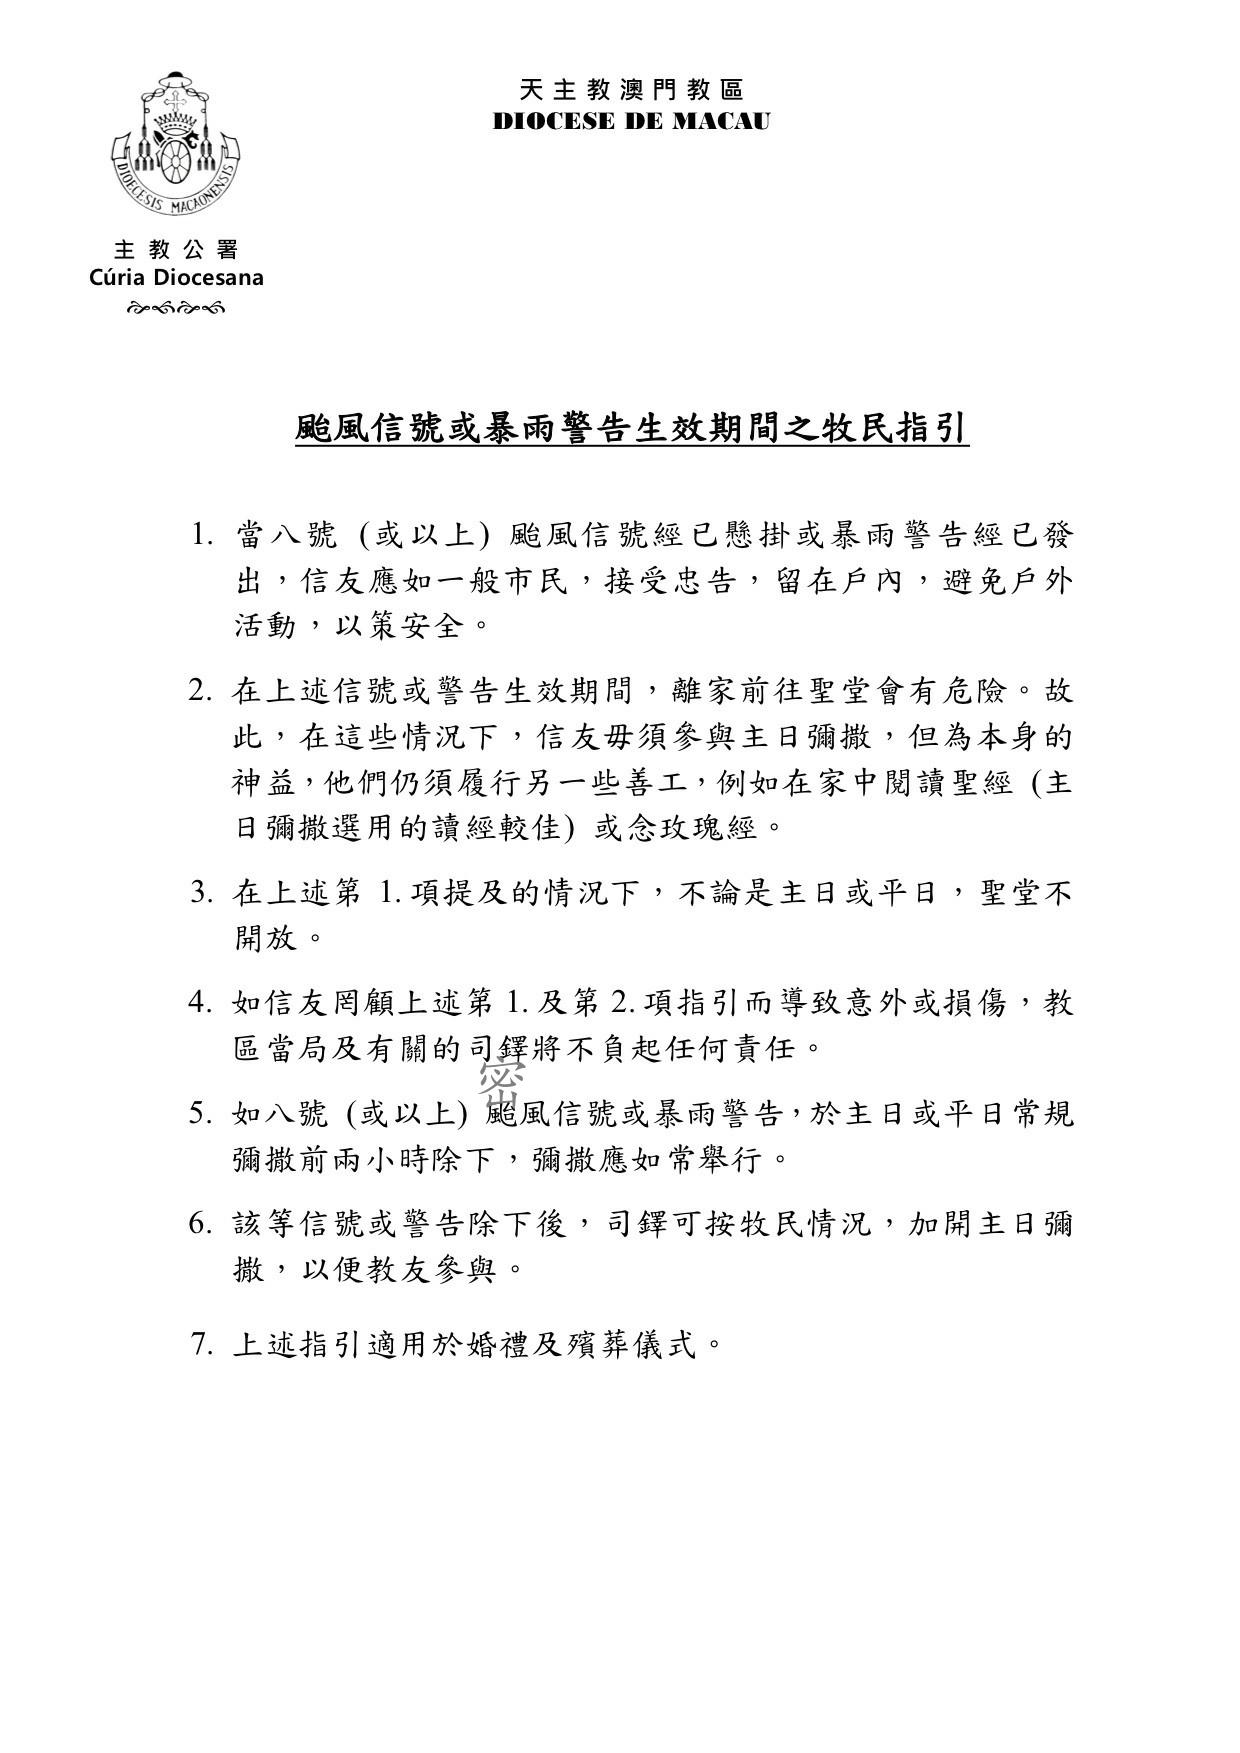 天主教澳門教區
DIOCESE DE MACAU
DIOECESIS MACAONENSIS
主教公署
Cúria Diocesana
颱風信號或暴雨警告生效期間之牧民指引
1. 當八號 (或以上) 颱風信號經已懸掛或暴雨警告經已發
出，信友應如一般市民，接受忠告，留在戶內，避免戶外
活動，以策安全。
2. 在上述信號或警告生效期間，離家前往聖堂會有危險。故
此，在這些情況下，信友毋須參與主日彌撒，但為本身的
神益，他們仍須履行另一些善工，例如在家中閱讀聖經 (主
日彌撒選用的讀經較佳) 或念玫瑰經。
3. 在上述第 1. 項提及的情況下，不論是主日或平日，聖堂不
開放。
4. 如信友罔顧上述第 1. 及第 2. 項指引而導致意外或損傷，教
區當局及有關的司鐸將不負起任何責任。
密
5. 如八號 (或以上) 颱風信號或暴雨警告，於主日或平日常規
彌撒前兩小時除下，彌撒應如常舉行。
6. 該等信號或警告除下後，司鐸可按牧民情況，加開主日彌
撒，以便教友參與。
7. 上述指引適用於婚禮及殯葬儀式。